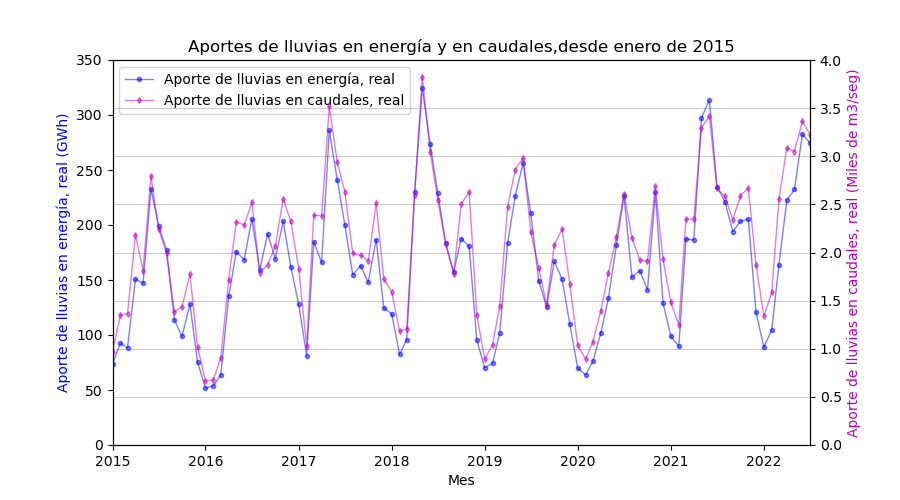 Aportes de lluvias en energía y en caudales,desde enero de 2015
Aporte de lluvias en energía, real
Aporte de lluvias en caudales, real
Aporte de lluvias en energía, real (GWh)
350
300
250
200
150
100
50
0
4.0
3.5
3.0
2.5
2.0
1.5
1.0
0.5
0.0
Aporte de lluvias en caudales, real (Miles de m3/seg)
2015 2016 2017 2018 2019 2020 2021 2022
Mes